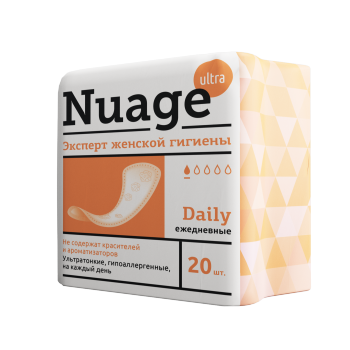 ultra
Nuage
Эксперт женской гигиены
Daily
ежедневные
Не содержат красителей
и ароматизаторов
Ультратонкие, гипоаллергенные,
на каждый день
20 шт.